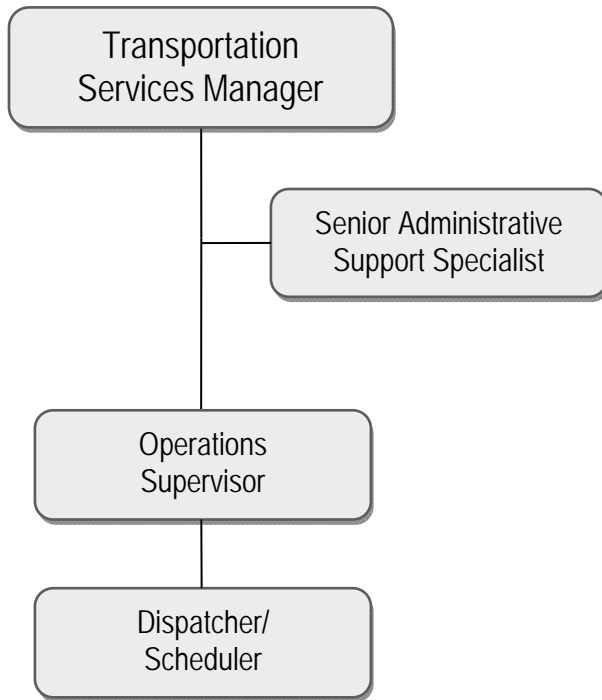 Transportation
Services Manager
Senior Administrative
Support Specialist
Operations
Supervisor
Dispatcher/
Scheduler